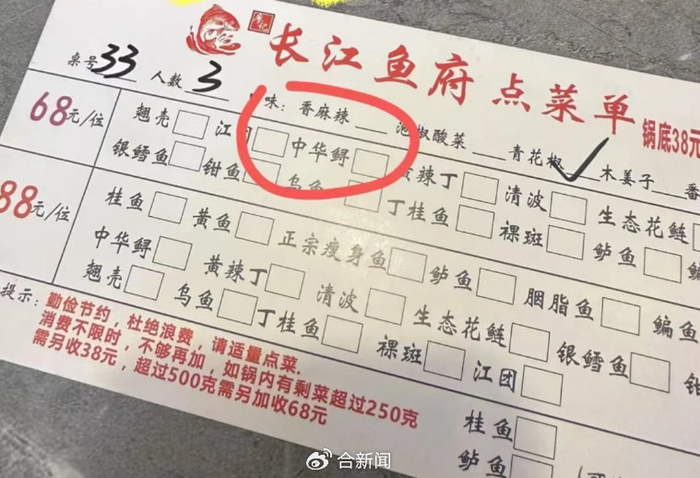 长江鱼府 点菜单
桌号33 人数3 味：香麻辣 泡椒酸菜 青花椒 ✓ 木姜子 番
锅底38元
68元/位
翘壳 江团 中华鲟 黄辣丁 清波 生态花鲢
银鳕鱼 钳鱼 乌鱼 丁桂鱼 裸斑 鲈鱼
88元/位
桂鱼 黄鱼 正宗瘦身鱼 鲈鱼 胭脂鱼 鳊鱼
中华鲟 黄辣丁 清波 生态花鲢 银鳕鱼
翘壳 乌鱼 丁桂鱼 裸斑 江团
提示：勤俭节约，杜绝浪费，请适量点菜.
消费不限时，不够再加，如锅内有剩菜超过250克
需另收38元，超过500克需另加收68元
桂鱼
鲈鱼
合新闻